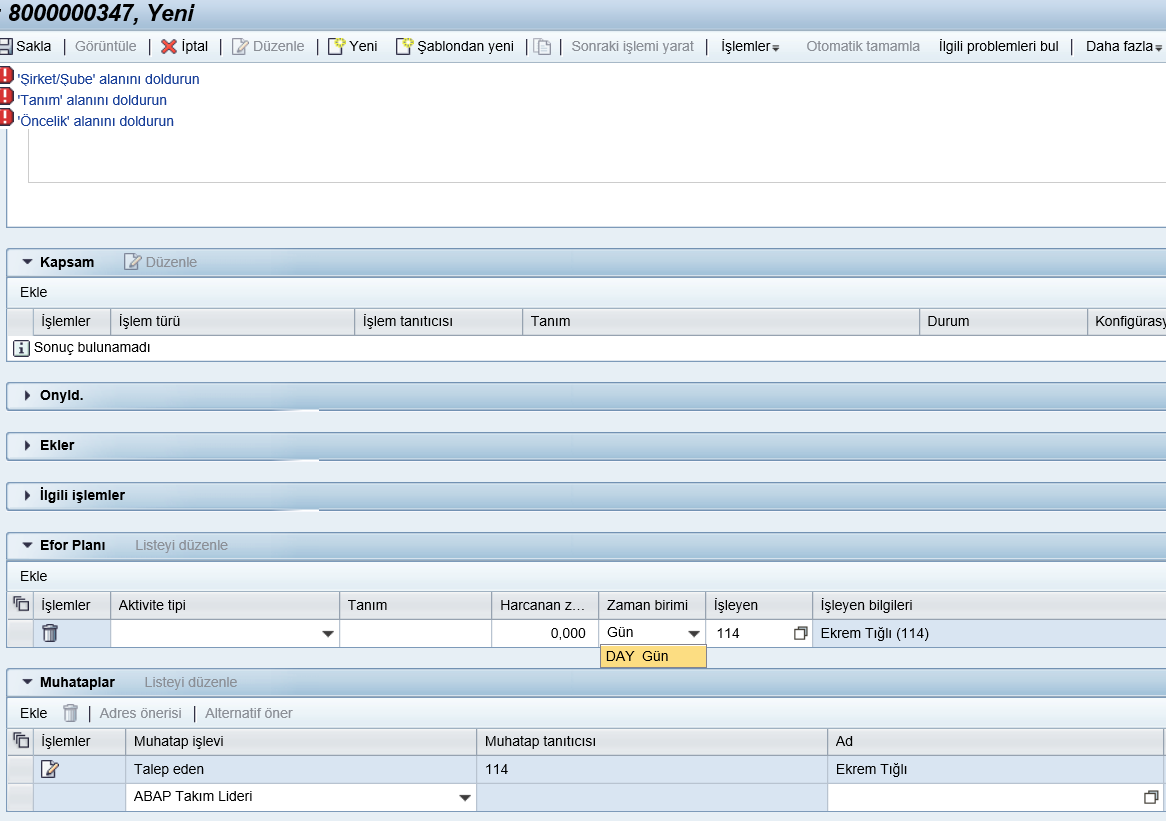 8000000347, Yeni
Sakla | Görüntüle | İptal | Düzenle | Yeni Şablondan yeni | | Sonraki işlemi yarat | İşlemler Otomatik tamamla İlgili problemleri bul | Daha fazla
'Şirket/Şube' alanını doldurun
'Tanım' alanını doldurun
'Öncelik' alanını doldurun
Kapsam Düzenle
Ekle
İşlemler İşlem türü İşlem tanıtıcısı Tanım Durum Konfigürasy
Sonuç bulunamadı
Onyld.
Ekler
İlgili işlemler
Efor Planı Listeyi düzenle
Ekle
İşlemler Aktivite tipi Tanım Harcanan z... Zaman birimi İşleyen İşleyen bilgileri
0,000 Gün 114 Ekrem Tığlı (114)
DAY Gün
Muhataplar Listeyi düzenle
Ekle | Adres önerisi | Alternatif öner
İşlemler Muhatap işlevi Muhatap tanıtıcısı Ad
Talep eden 114 Ekrem Tığlı
ABAP Takım Lideri